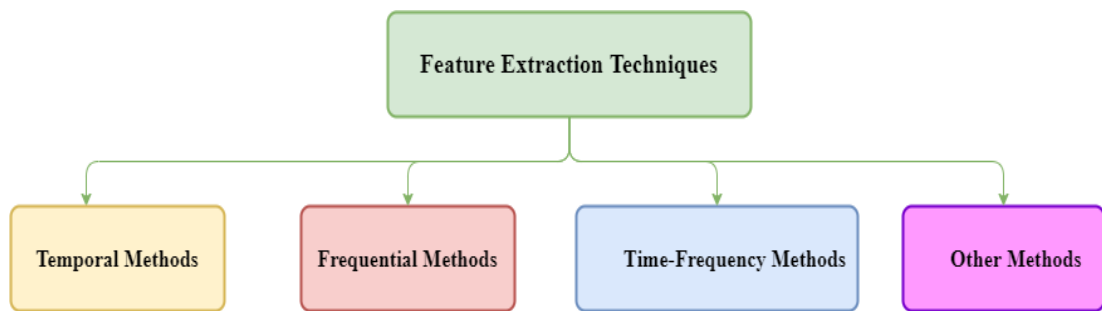 Feature Extraction Techniques
Temporal Methods
Frequential Methods
Time-Frequency Methods
Other Methods